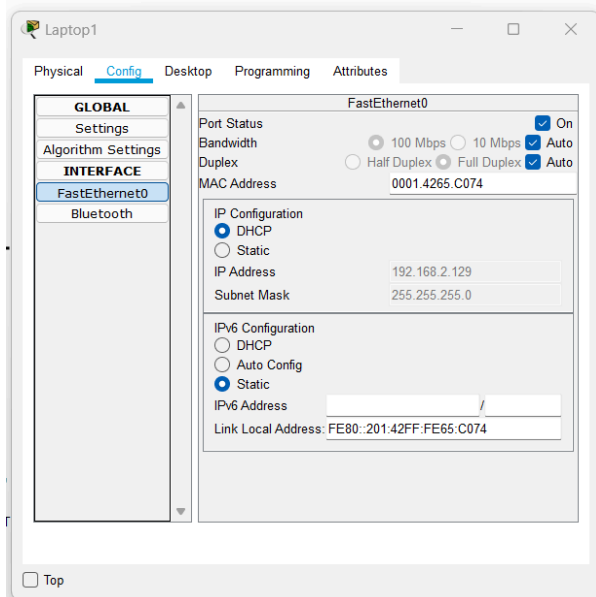 Laptop1
Physical Config Desktop Programming Attributes
GLOBAL
Settings
Algorithm Settings
INTERFACE
FastEthernet0
Bluetooth
FastEthernet0
Port Status On
Bandwidth 100 Mbps 10 Mbps Auto
Duplex Half Duplex Full Duplex Auto
MAC Address 0001.4265.C074
IP Configuration
DHCP
Static
IP Address 192.168.2.129
Subnet Mask 255.255.255.0
IPv6 Configuration
DHCP
Auto Config
Static
IPv6 Address /
Link Local Address: FE80::201:42FF:FE65:C074
Top